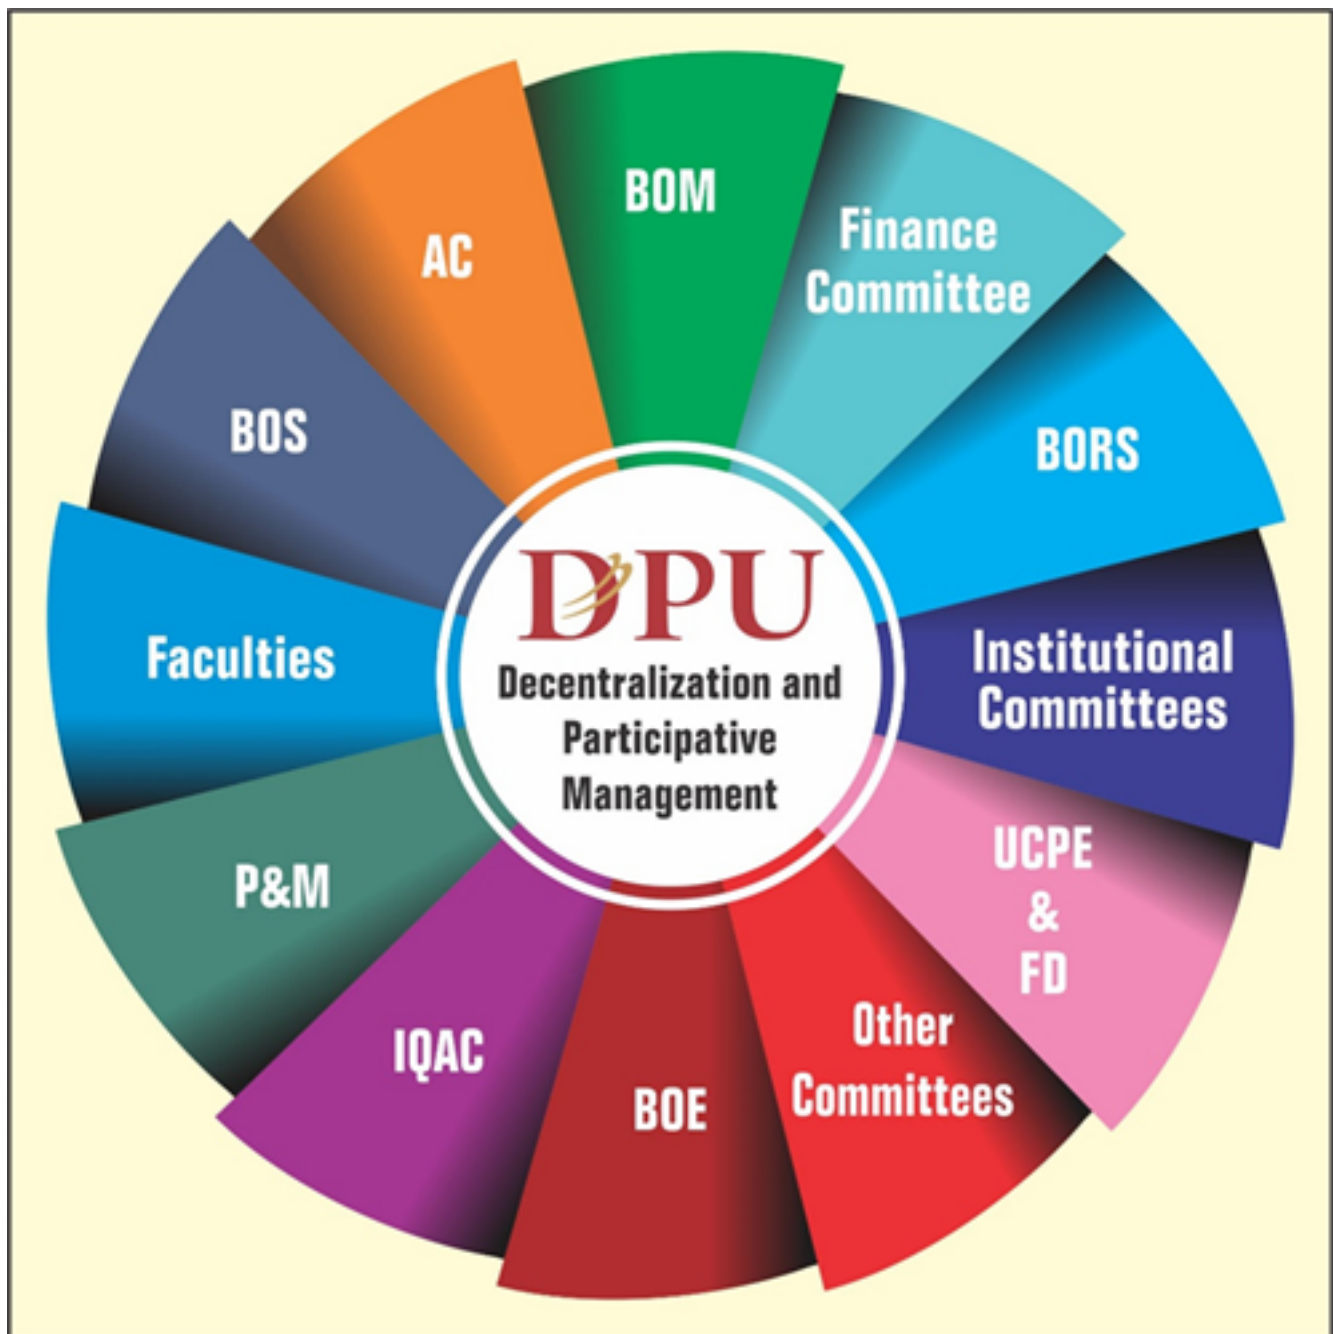 BOM
Finance
Committee
BORS
Institutional
Committees
UCPE
&
FD
Other
Committees
BOE
IQAC
P&M
Faculties
BOS
AC
DPU
Decentralization and
Participative
Management